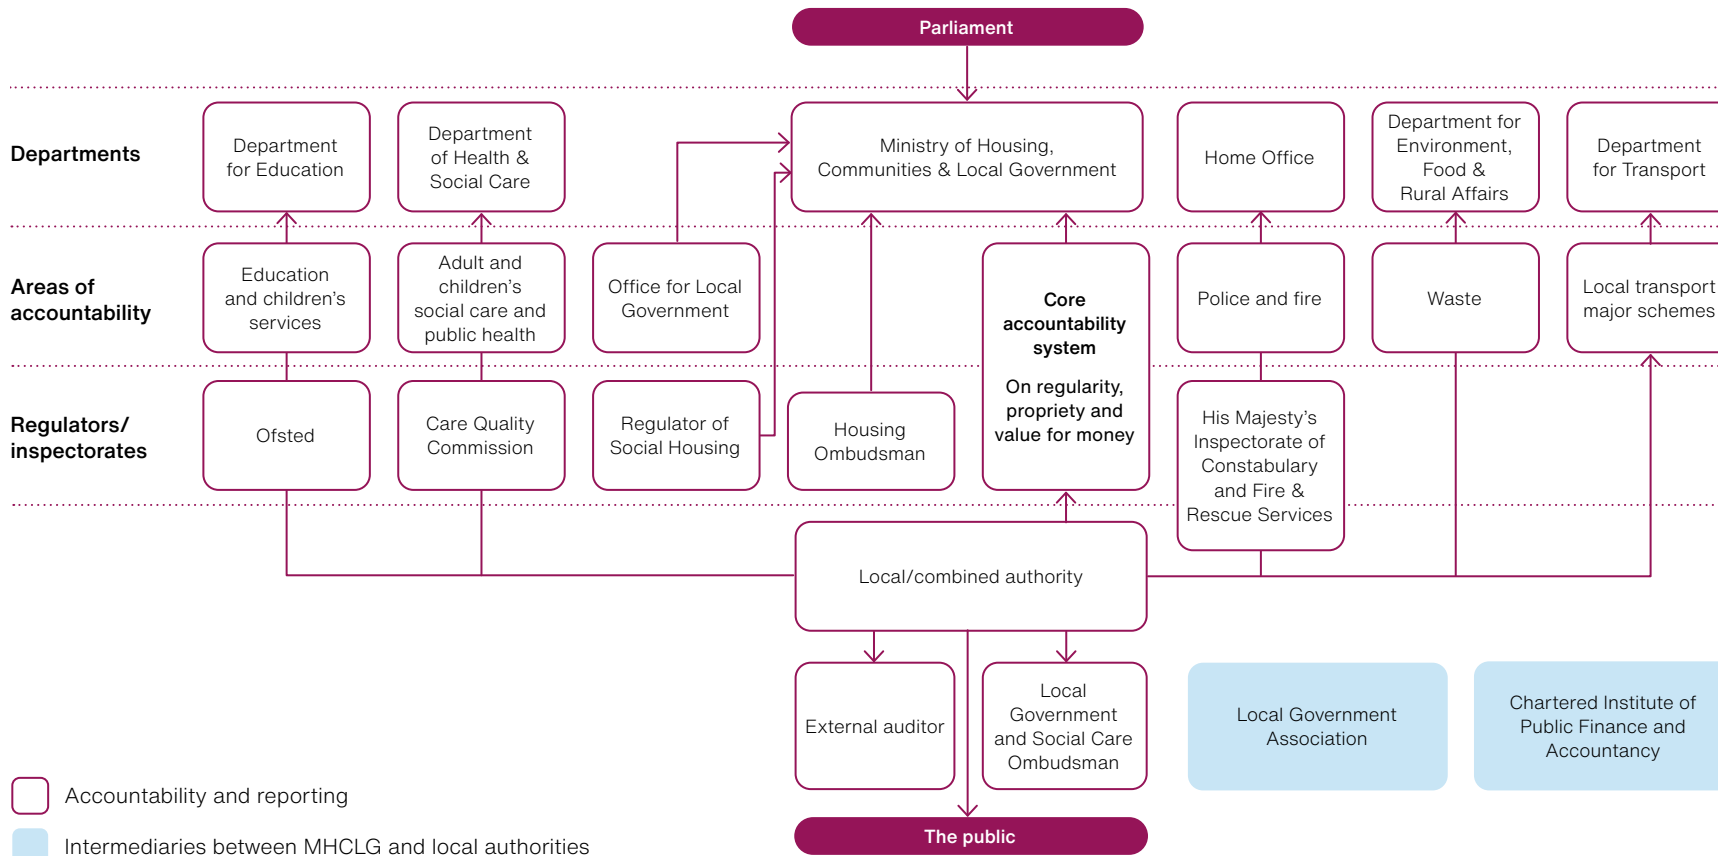 Parliament
Departments
Department
for Education
Department
of Health &
Social Care
Ministry of Housing,
Communities & Local Government
Home Office
Department for
Environment,
Food &
Rural Affairs
Department
for Transport
Areas of
accountability
Education
and children's
services
Adult and
children's
social care and
public health
Office for Local
Government
Core
accountability
system
On regularity,
propriety and
value for money
Police and fire
Waste
Local transport
major schemes
Regulators/
inspectorates
Ofsted
Care Quality
Commission
Regulator of
Social Housing
Housing
Ombudsman
His Majesty's
Inspectorate of
Constabulary
and Fire &
Rescue Services
Local/combined authority
External auditor
Local
Government
and Social Care
Ombudsman
Local Government
Association
Chartered Institute of
Public Finance and
Accountancy
The public
Accountability and reporting
Intermediaries between MHCLG and local authorities